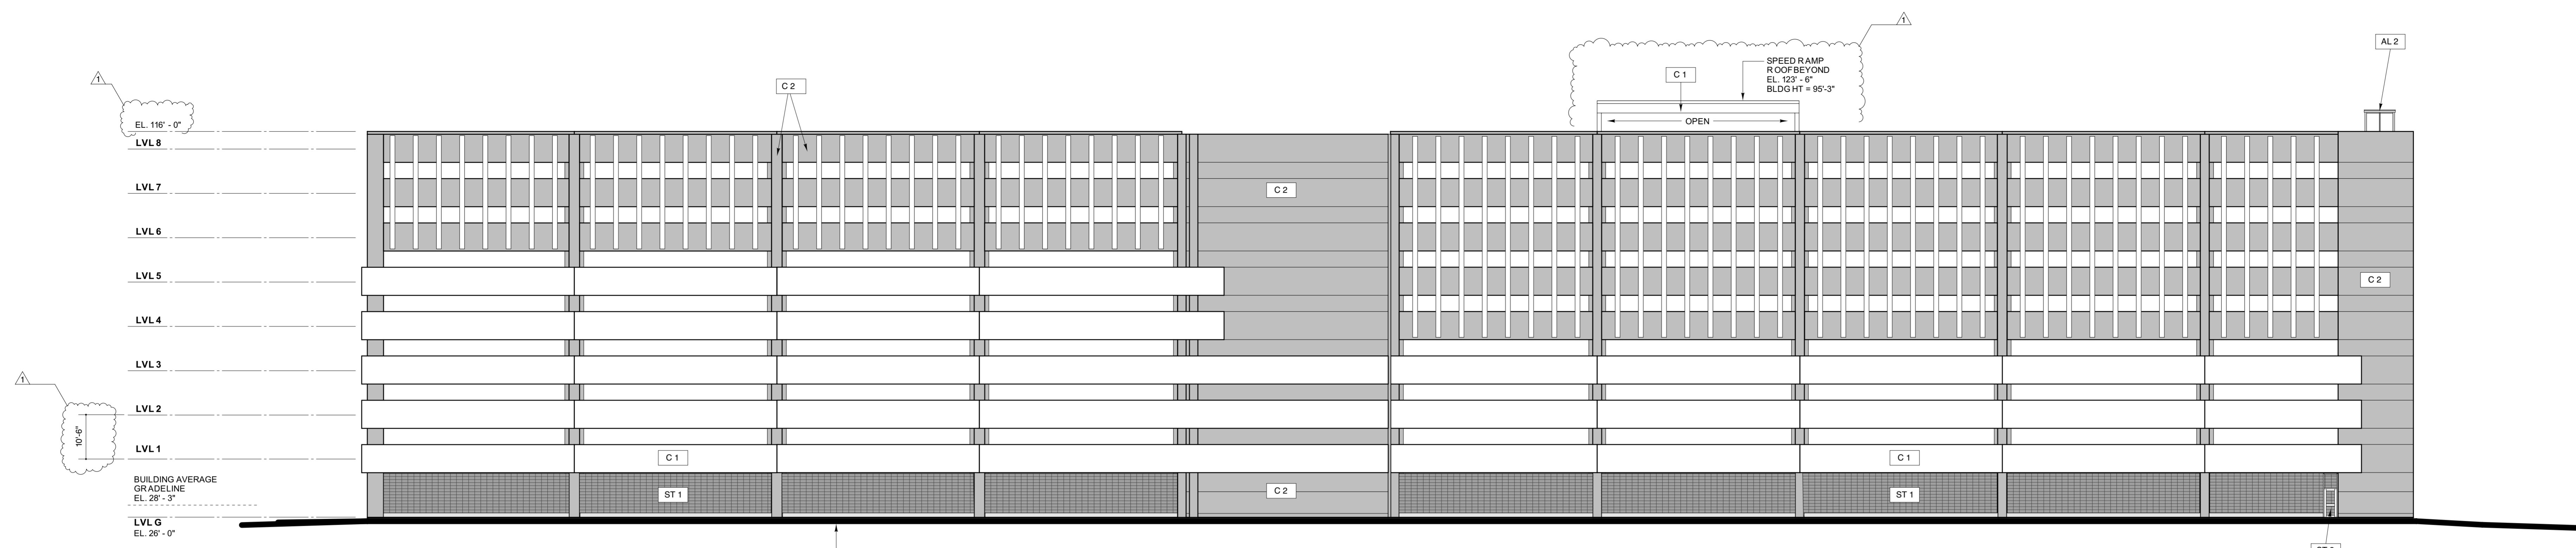 1
AL 2
SPEED RAMP
ROOF BEYOND
EL. 123' - 6"
BLDG HT = 95'-3"
C 1
1
C 2
OPEN
EL. 116' - 0"
LVL 8
LVL 7
C 2
C 2
LVL 6
LVL 5
C 2
LVL 4
LVL 3
1
LVL 2
10'-6"
LVL 1
C 1
C 1
BUILDING AVERAGE
GRADELINE
EL. 28' - 3"
C 2
ST 1
ST 1
LVL G
EL. 26' - 0"